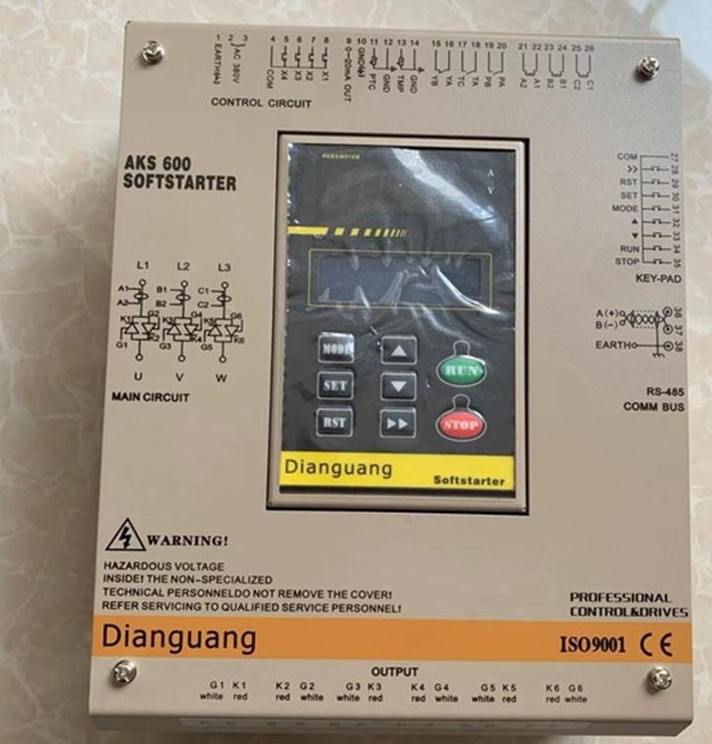 1 2 3 4 5 6 7 8 9 10 11 12 13 14 15 16 17 18 19 20 21 22 23 24 25 26
EARTH AC 380V COM X4 X3 X2 X1 0~20mA OUT GND PTC GND TMP GND YB YA TC TA PB PA A2 A1 B2 B1 C2 C1
CONTROL CIRCUIT
AKS 600
SOFTSTARTER
PARAMETER
A
V
COM 27
>> 28
RST 29
SET 30
MODE 31
▲ 32
▼ 33
RUN 34
STOP 35
KEY-PAD
L1 L2 L3
A1 B1 C1
A2 B2 C2
K1 G2 K3 G4 K5 G6
G1 K2 G3 K4 G5 K6
U V W
MAIN CIRCUIT
A(+) 36
B(−) 37
EARTH 38
RS-485
COMM BUS
MODE ▲ RUN
SET ▼
RST ▶▶ STOP
Dianguang
Softstarter
WARNING!
HAZARDOUS VOLTAGE
INSIDE! THE NON-SPECIALIZED
TECHNICAL PERSONNELDO NOT REMOVE THE COVER!
REFER SERVICING TO QUALIFIED SERVICE PERSONNEL!
PROFESSIONAL
CONTROL&DRIVES
Dianguang ISO9001 CE
OUTPUT
G1 K1 K2 G2 G3 K3 K4 G4 G5 K5 K6 G6
white red red white white red red white white red red white